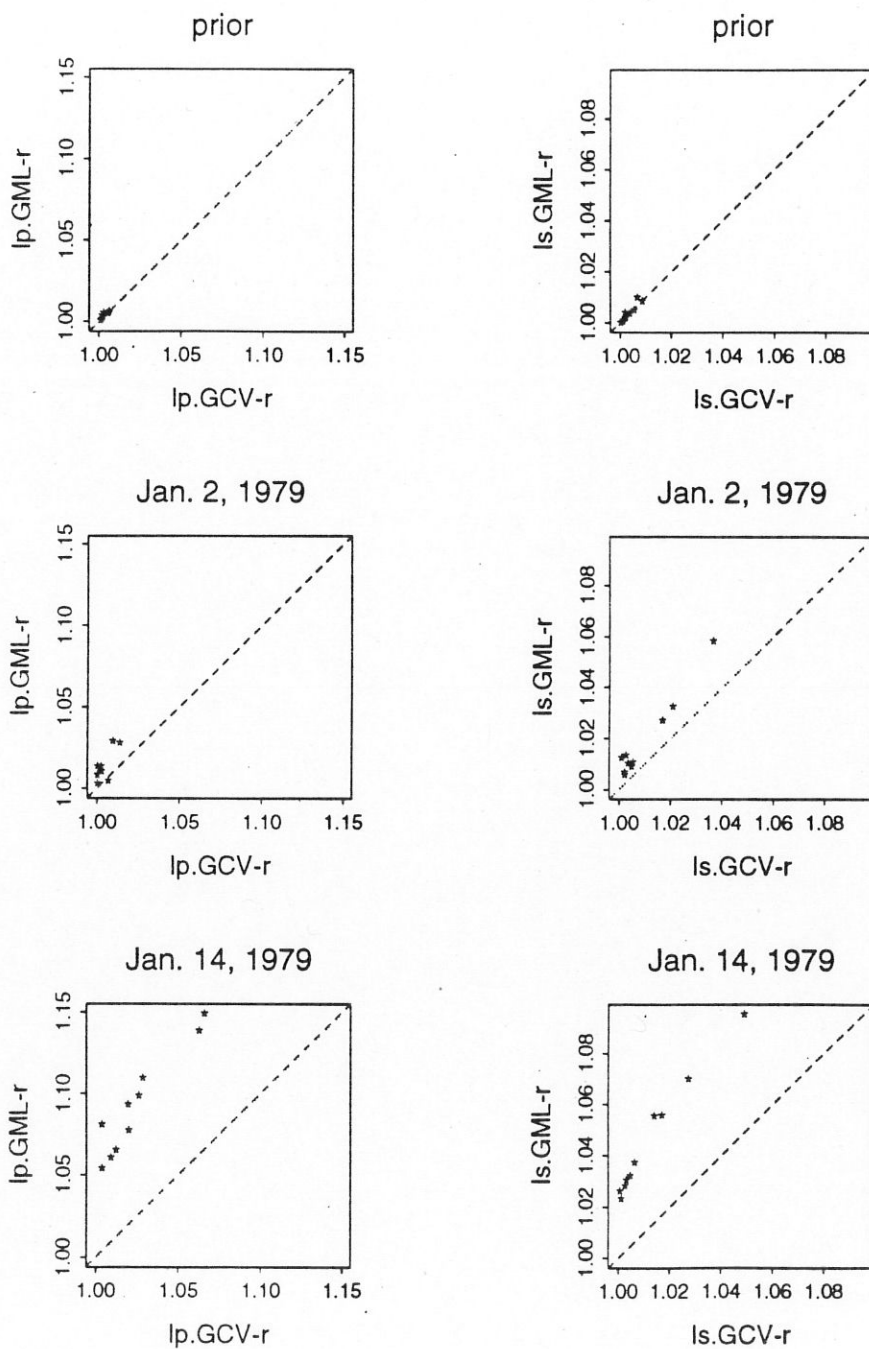 prior
1.15
1.10
1.05
1.00
lp.GML-r
1.00 1.05 1.10 1.15
lp.GCV-r
prior
1.08
1.06
1.04
1.02
1.00
ls.GML-r
1.00 1.02 1.04 1.06 1.08
ls.GCV-r
Jan. 2, 1979
1.15
1.10
1.05
1.00
lp.GML-r
1.00 1.05 1.10 1.15
lp.GCV-r
Jan. 2, 1979
1.08
1.06
1.04
1.02
1.00
ls.GML-r
1.00 1.02 1.04 1.06 1.08
ls.GCV-r
Jan. 14, 1979
1.15
1.10
1.05
1.00
lp.GML-r
1.00 1.05 1.10 1.15
lp.GCV-r
Jan. 14, 1979
1.08
1.06
1.04
1.02
1.00
ls.GML-r
1.00 1.02 1.04 1.06 1.08
ls.GCV-r